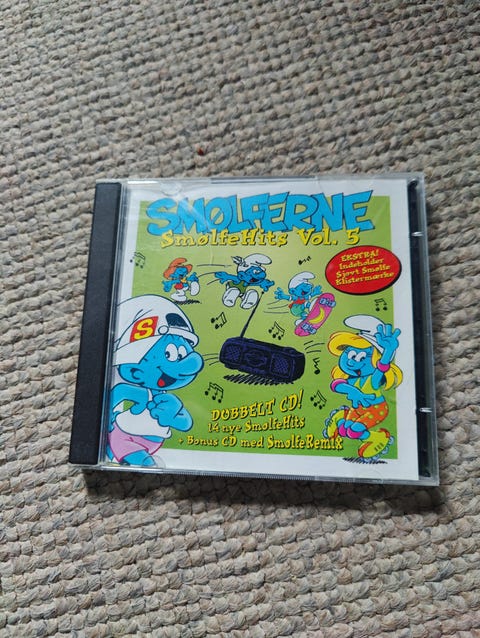 SMØLFERNE
SmølfeHits Vol. 5
EKSTRA!
Indeholder
Sjovt Smølfe
Klistermærke
S
DOBBELT CD!
14 nye SmølfeHits
+ Bonus CD med SmølfeRemix